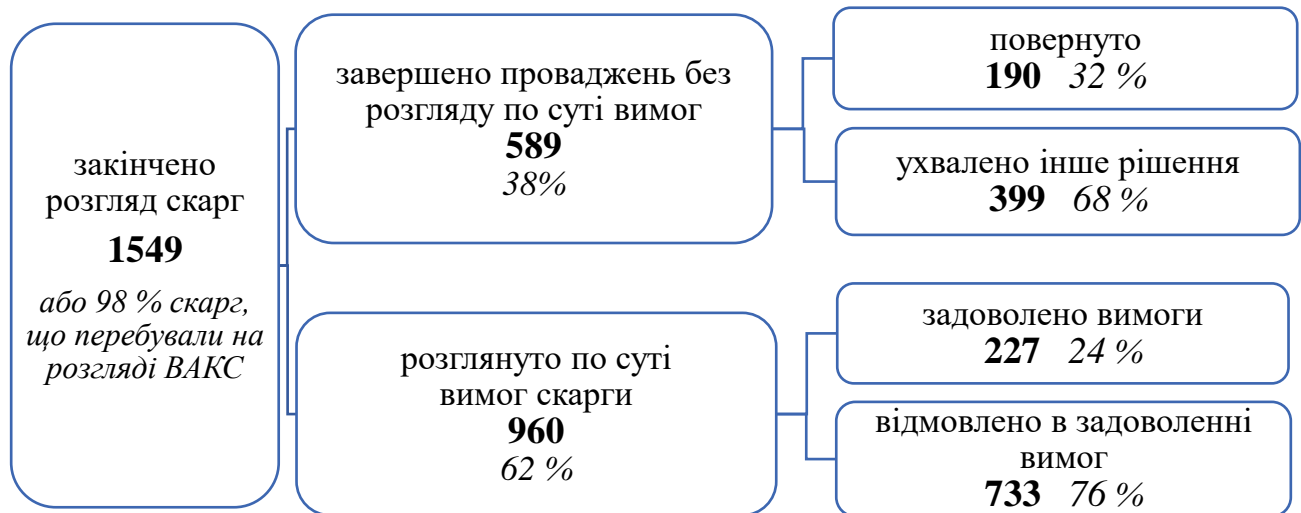 закінчено
розгляд скарг
1549
або 98 % скарг,
що перебували на
розгляді ВАКС
завершено проваджень без
розгляду по суті вимог
589
38%
повернуто
190 32 %
ухвалено інше рішення
399 68 %
розглянуто по суті
вимог скарги
960
62 %
задоволено вимоги
227 24 %
відмовлено в задоволенні
вимог
733 76 %